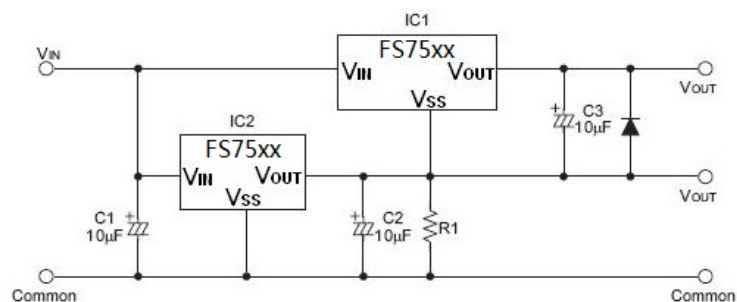 IC1
FS75xx
VIN
VIN VOUT
VSS
VOUT
C3
10μF
IC2
FS75xx
VIN VOUT
VSS
VOUT
C1
10μF
C2
10μF
R1
Common
Common